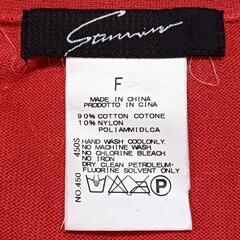 F
MADE IN CHINA
PRODOTTO IN CINA
90% COTTON COTONE
10% NYLON
POLIAMMIDLCA
HAND WASH COOLONLY.
NO MACHINE WASH
NO CHLORINE BLEACH
NO IRON
DRY CLEAN PETROLEUM-
FLUORINE SOLVENT ONLY
NO.450 450S
P